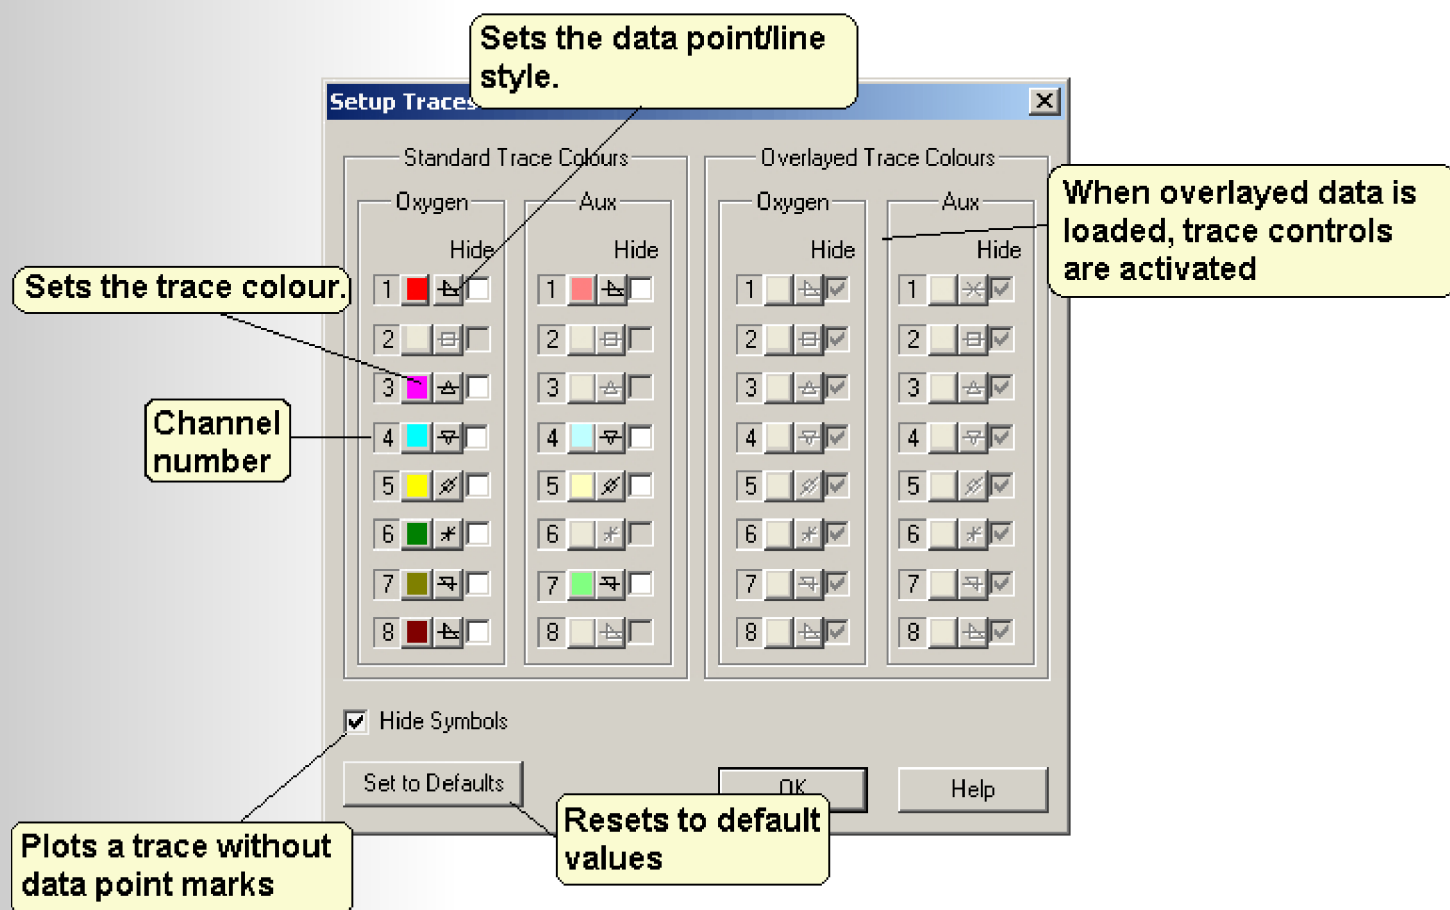 Sets the data point/line
style.
Setup Traces
Standard Trace Colours
Overlayed Trace Colours
Oxygen
Aux
Oxygen
Aux
When overlayed data is
loaded, trace controls
are activated
Hide
Hide
Hide
Hide
Sets the trace colour.
1
1
1
1
2
2
2
2
3
3
3
3
Channel
number
4
4
4
4
5
5
5
5
6
6
6
6
7
7
7
7
8
8
8
8
Hide Symbols
Set to Defaults
OK
Help
Resets to default
values
Plots a trace without
data point marks